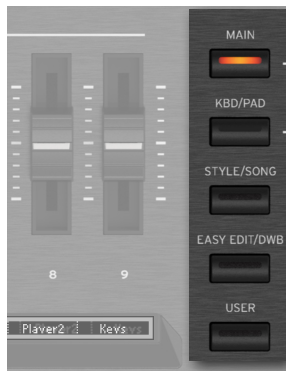 MAIN
KBD/PAD
STYLE/SONG
EASY EDIT/DWB
8 9
USER
Player2 Keys